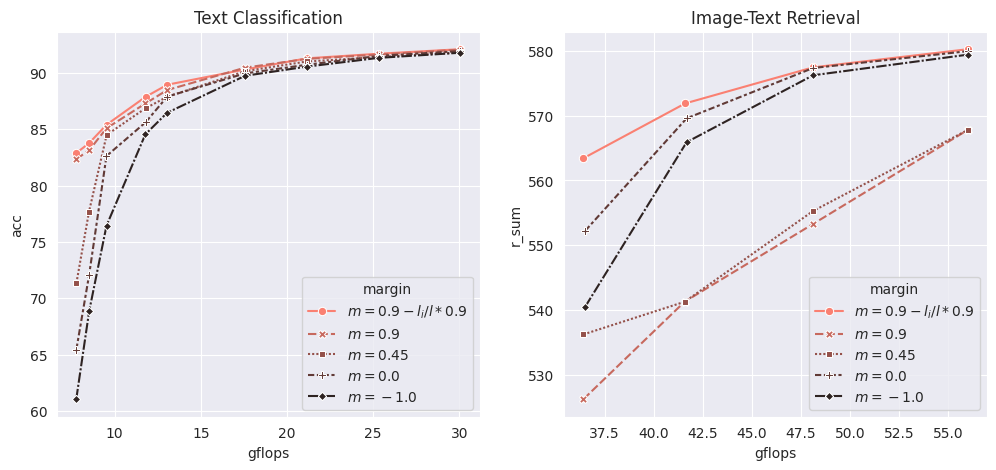 Text Classification
acc
90
85
80
75
70
65
60
10
15
20
25
30
gflops
margin
m = 0.9 − l_i/l * 0.9
m = 0.9
m = 0.45
m = 0.0
m = − 1.0
Image-Text Retrieval
r_sum
580
570
560
550
540
530
37.5
40.0
42.5
45.0
47.5
50.0
52.5
55.0
gflops
margin
m = 0.9 − l_i/l * 0.9
m = 0.9
m = 0.45
m = 0.0
m = − 1.0